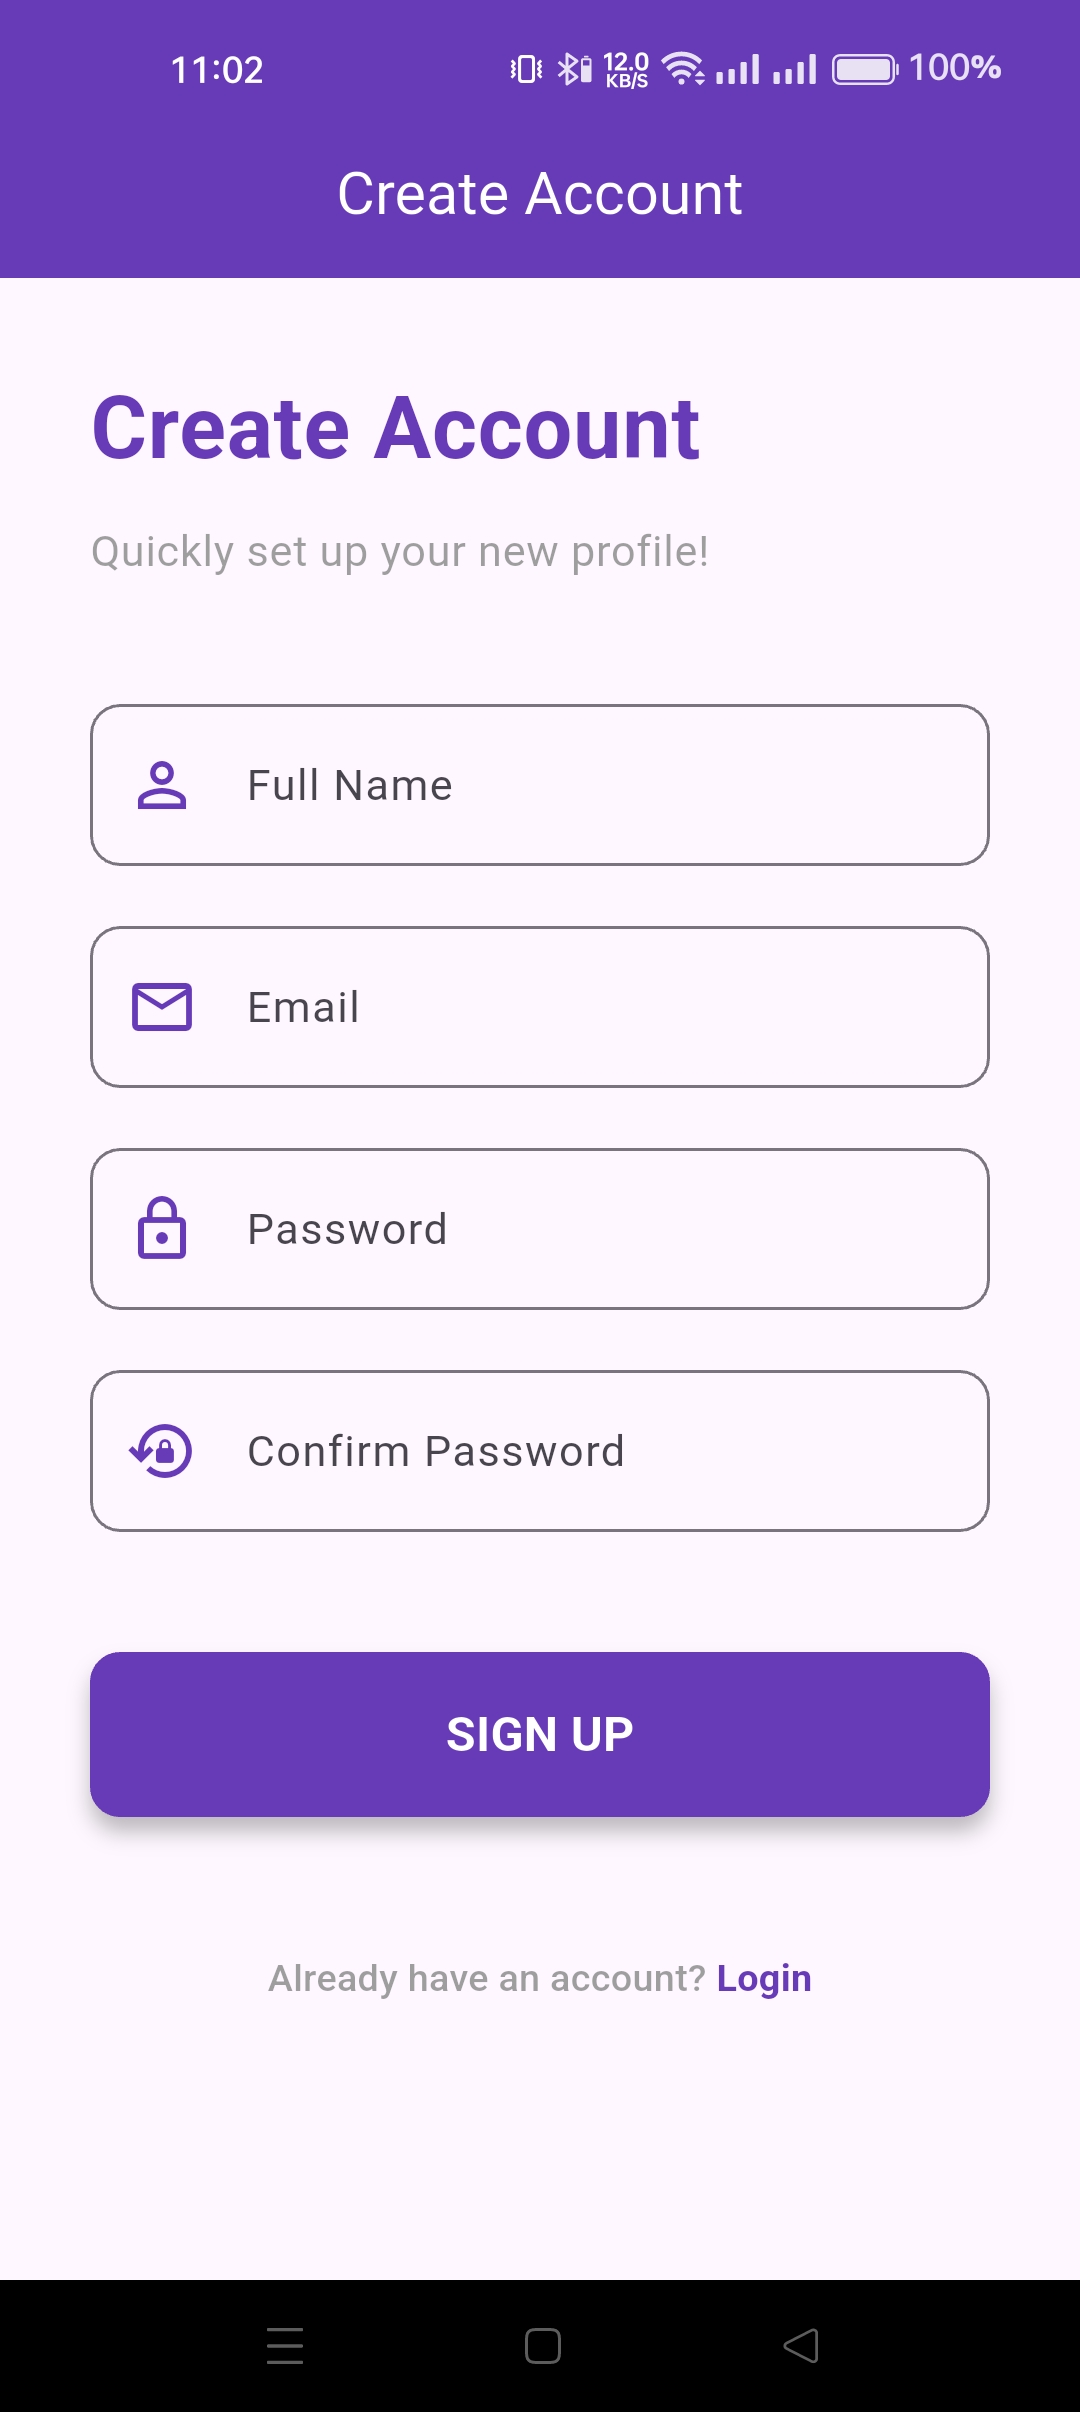 11:02 12.0 KB/S 100%
Create Account
Create Account
Quickly set up your new profile!
Full Name
Email
Password
Confirm Password
SIGN UP
Already have an account? Login